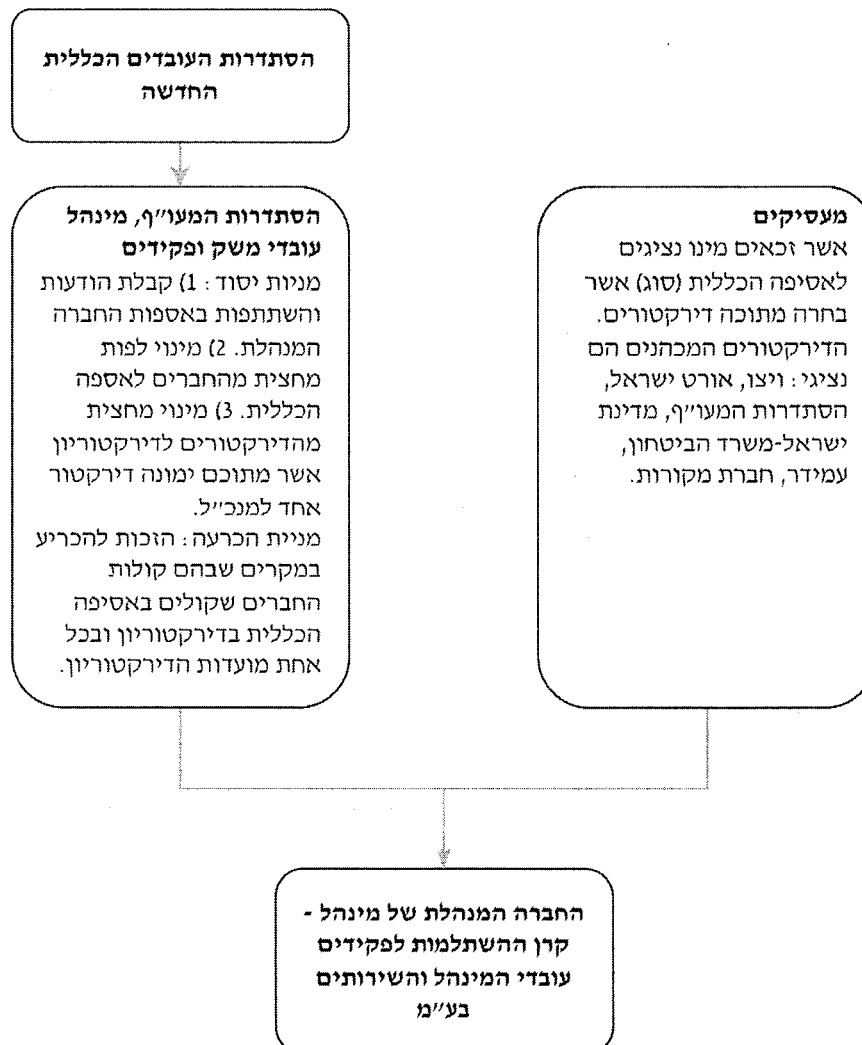 הסתדרות העובדים הכללית
החדשה
הסתדרות המעו"ף, מינהל
עובדי משק ופקידים
מניות יסוד: 1) קבלת הודעות
והשתתפות באספות החברה
המנהלת. 2) מינוי לפות
מחצית מהחברים לאספה
הכללית. 3) מינוי מחצית
מהדירקטורים לדירקטוריון
אשר מתוכם ימונה דירקטור
אחד למנכ"ל.
מניית הכרעה: הזכות להכריע
במקרים שבהם קולות
החברים שקולים באסיפה
הכללית בדירקטוריון ובכל
אחת מועדות הדירקטוריון.
מעסיקים
אשר זכאים מינו נציגים
לאסיפה הכללית (סוג) אשר
בחרה מתוכה דירקטורים.
הדירקטורים המכהנים הם
נציגי: ויצו, אורט ישראל,
הסתדרות המעו"ף, מדינת
ישראל-משרד הביטחון,
עמידר, חברת מקורות.
החברה המנהלת של מינהל -
קרן ההשתלמות לפקידים
עובדי המינהל והשירותים
בע"מ